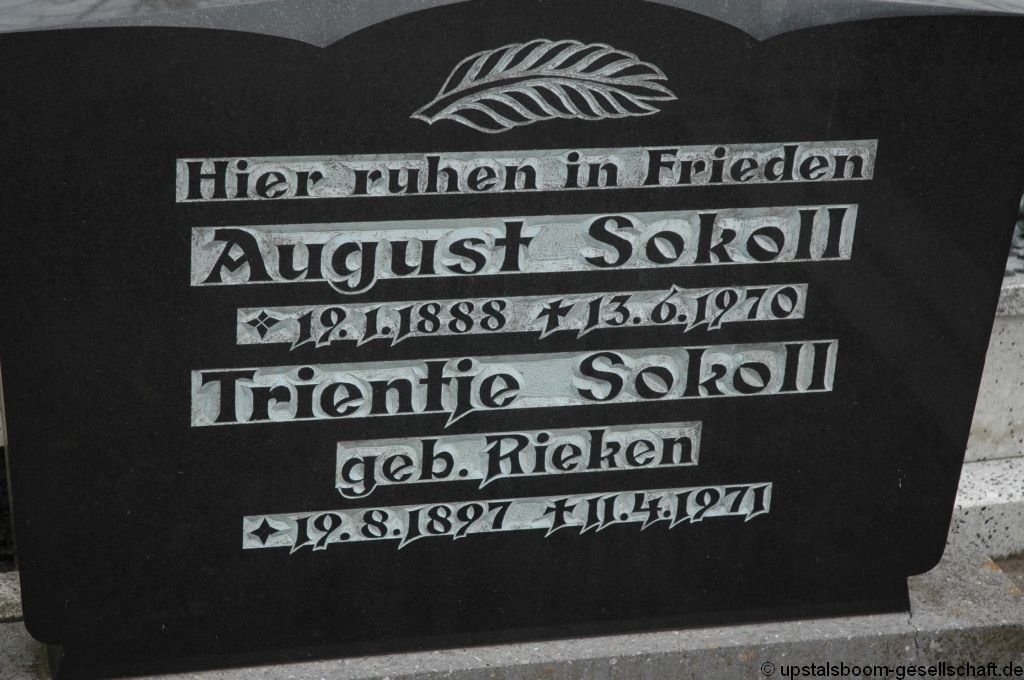 Hier ruhen in Frieden
August Sokoll
19.1.1888 ✝ 13.6.1970
Trientje Sokoll
geb. Rieken
✦ 19.8.1897 ✝ 11.4.1971
© upstalsboom-gesellschaft.de